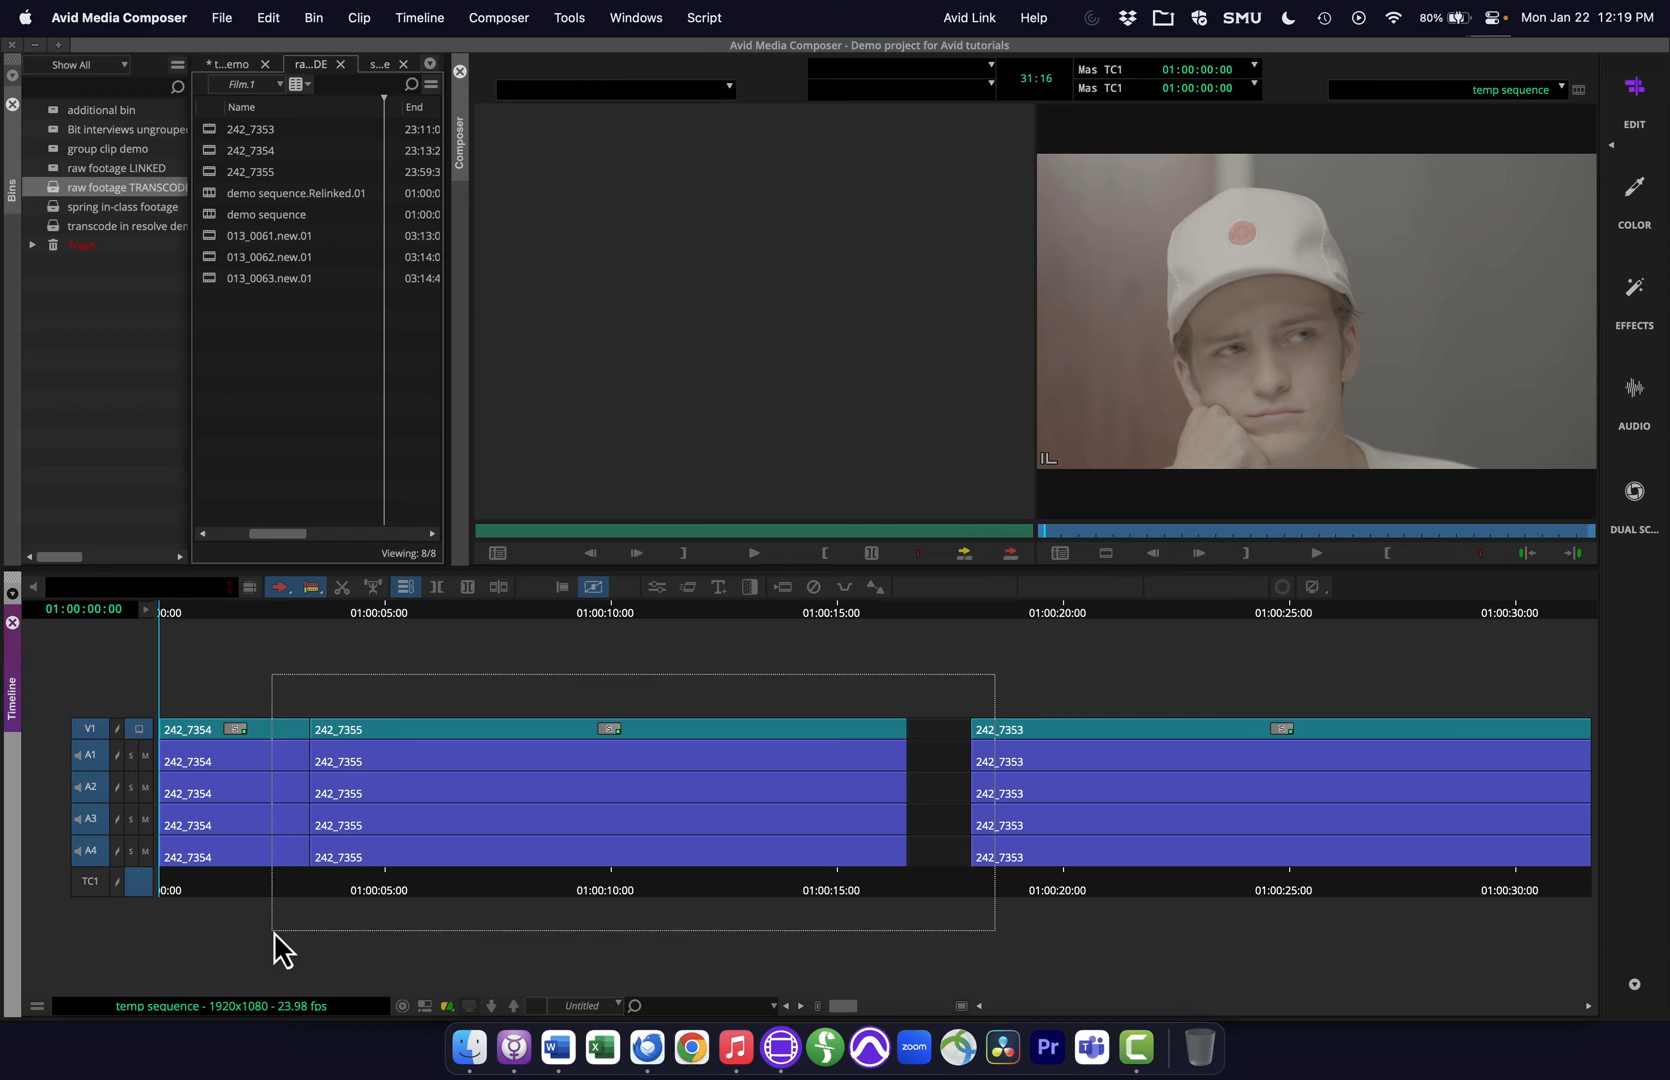 Avid Media Composer File Edit Bin Clip Timeline Composer Tools Windows Script Avid Link Help SMU 80% Mon Jan 22 12:19 PM
Avid Media Composer - Demo project for Avid tutorials
Show All
additional bin
Bit interviews ungroupe
group clip demo
raw footage LINKED
raw footage TRANSCODE
spring in-class footage
transcode in resolve den
Trash
Bins
* t...emo ra...DE s...e
Film.1
Name End
242_7353 23:11:0
242_7354 23:13:2
242_7355 23:59:3
demo sequence.Relinked.01 01:00:0
demo sequence 01:00:0
013_0061.new.01 03:13:0
013_0062.new.01 03:14:0
013_0063.new.01 03:14:4
Viewing: 8/8
Composer
31:16
Mas TC1 01:00:00:00
Mas TC1 01:00:00:00
temp sequence
EDIT
COLOR
EFFECTS
AUDIO
DUAL SC...
01:00:00:00
00:00 01:00:05:00 01:00:10:00 01:00:15:00 01:00:20:00 01:00:25:00 01:00:30:00
Timeline
V1 242_7354 S 242_7355 S 242_7353 S
A1 S M 242_7354 242_7355 242_7353
A2 S M 242_7354 242_7355 242_7353
A3 S M 242_7354 242_7355 242_7353
A4 S M 242_7354 242_7355 242_7353
TC1 00:00 01:00:05:00 01:00:10:00 01:00:15:00 01:00:20:00 01:00:25:00 01:00:30:00
temp sequence - 1920x1080 - 23.98 fps
Untitled
zoom
Pr